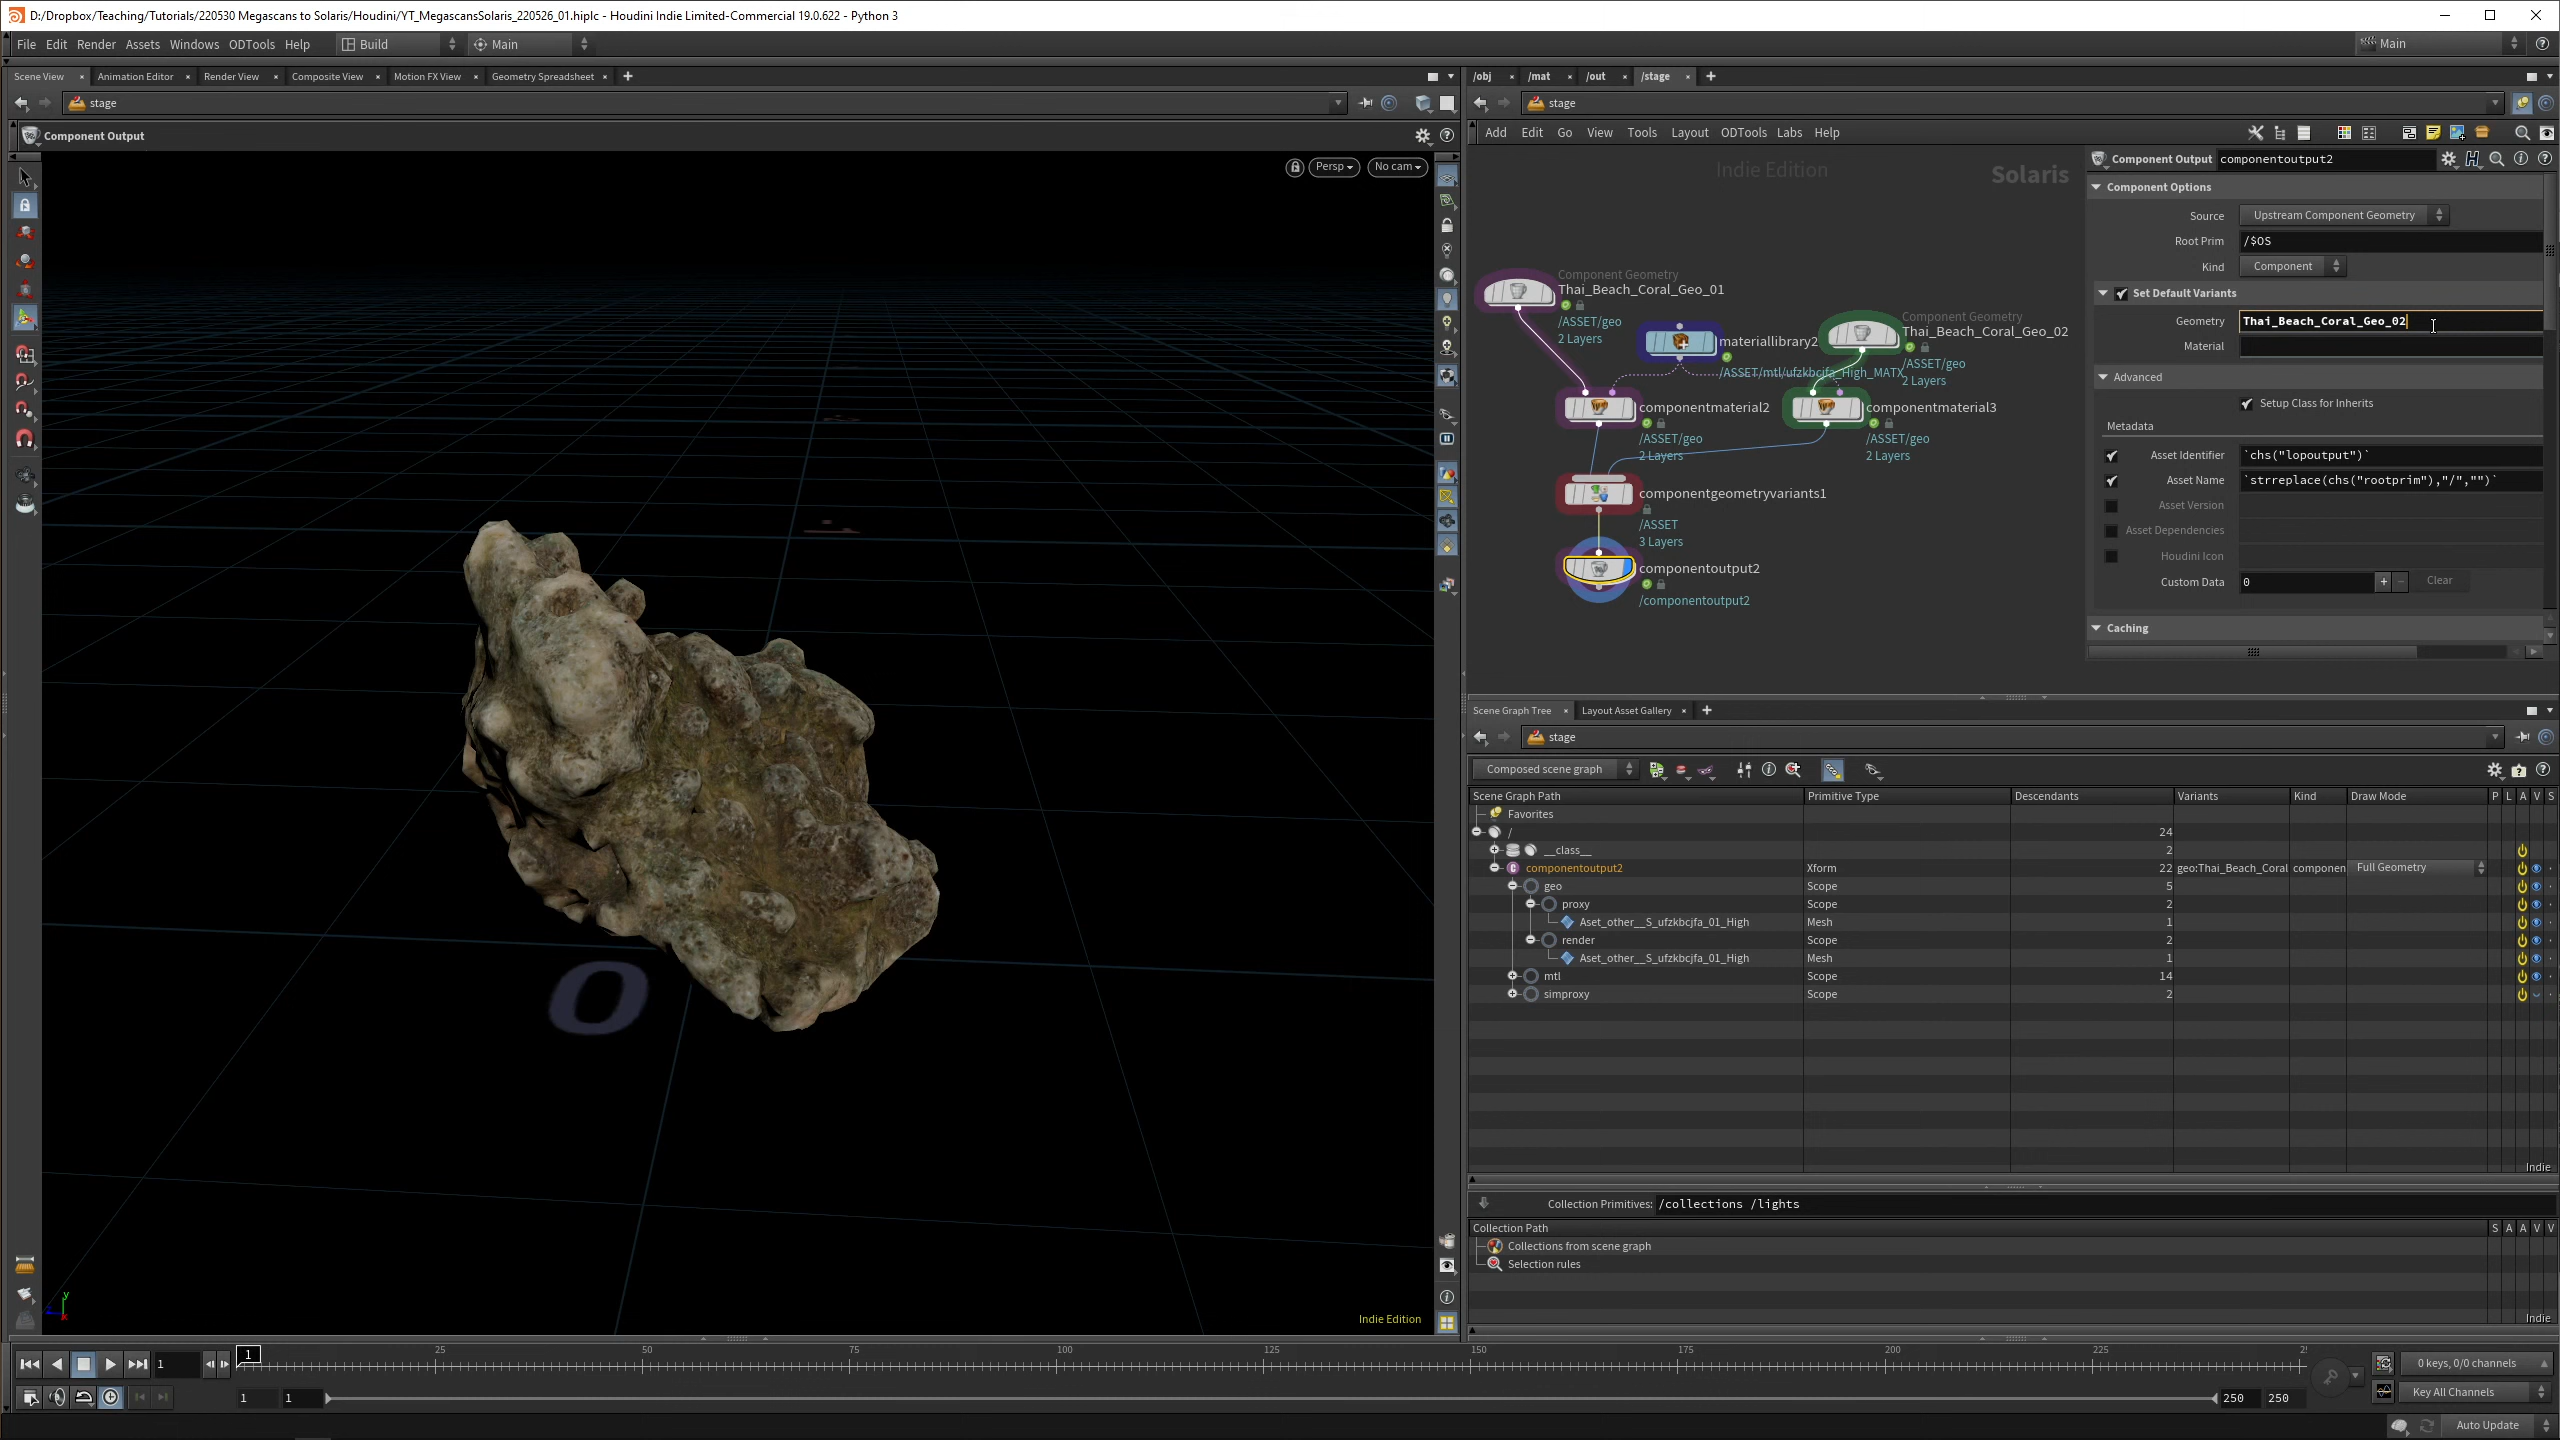 D:/Dropbox/Teaching/Tutorials/220530 Megascans to Solaris/Houdini/YT_MegascansSolaris_220526_01.hiplc - Houdini Indie Limited-Commercial 19.0.622 - Python 3
File Edit Render Assets Windows ODTools Help Build Main Main
Scene View Animation Editor Render View Composite View Motion FX View Geometry Spreadsheet
stage
Component Output
Persp No cam
Indie Edition
/obj /mat /out /stage
stage
Add Edit Go View Tools Layout ODTools Labs Help
Indie Edition
Solaris
Component Geometry
Thai_Beach_Coral_Geo_01
/ASSET/geo
2 Layers
materiallibrary2
/ASSET/mtl/ufzkbcjfa_High_MATX
Component Geometry
Thai_Beach_Coral_Geo_02
/ASSET/geo
2 Layers
componentmaterial2
/ASSET/geo
2 Layers
componentmaterial3
/ASSET/geo
2 Layers
componentgeometryvariants1
/ASSET
3 Layers
componentoutput2
/componentoutput2
Component Output componentoutput2
Component Options
Source Upstream Component Geometry
Root Prim /$OS
Kind Component
Set Default Variants
Geometry Thai_Beach_Coral_Geo_02
Material
Advanced
Setup Class for Inherits
Metadata
Asset Identifier `chs("lopoutput")`
Asset Name `strreplace(chs("rootprim"),"/","")`
Asset Version
Asset Dependencies
Houdini Icon
Custom Data 0 Clear
Caching
Scene Graph Tree Layout Asset Gallery
stage
Composed scene graph
Scene Graph Path Primitive Type Descendants Variants Kind Draw Mode P L A V S
Favorites
/ 24
__class__ 2
componentoutput2 Xform 22 geo:Thai_Beach_Coral componen Full Geometry
geo Scope 5
proxy Scope 2
Aset_other__S_ufzkbcjfa_01_High Mesh 1
render Scope 2
Aset_other__S_ufzkbcjfa_01_High Mesh 1
mtl Scope 14
simproxy Scope 2
Indie
Collection Primitives: /collections /lights
Collection Path S A A V V
Collections from scene graph
Selection rules
Indie
1 1 25 50 75 100 125 150 175 200 225 0 keys, 0/0 channels
1 1 250 250 Key All Channels
Auto Update